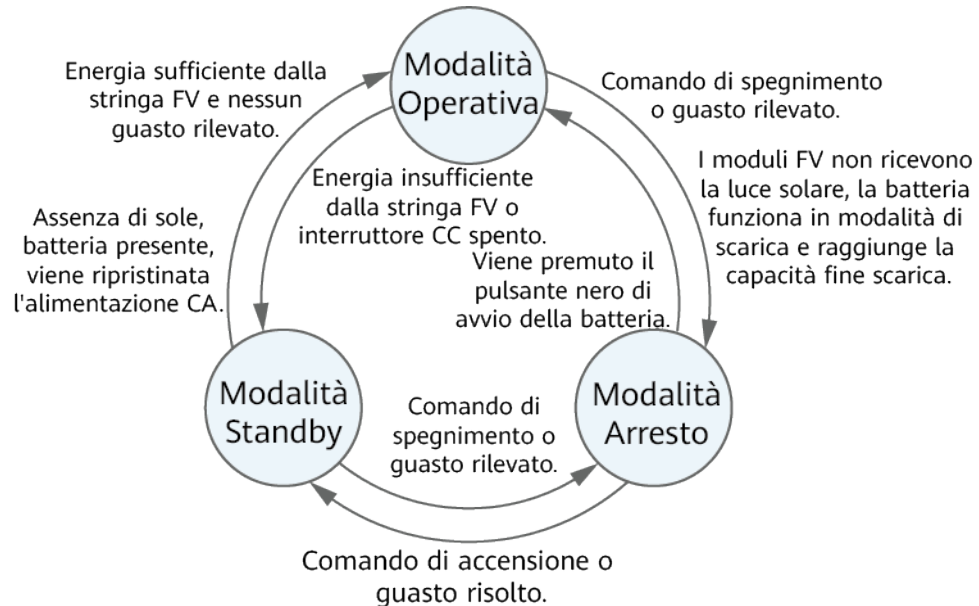 Modalità
Operativa
Energia sufficiente dalla
stringa FV e nessun
guasto rilevato.
Comando di spegnimento
o guasto rilevato.
I moduli FV non ricevono
la luce solare, la batteria
funziona in modalità di
scarica e raggiunge la
capacità fine scarica.
Energia insufficiente
dalla stringa FV o
interruttore CC spento.
Assenza di sole,
batteria presente,
viene ripristinata
l'alimentazione CA.
Viene premuto il
pulsante nero di
avvio della batteria.
Modalità
Standby
Comando di
spegnimento o
guasto rilevato.
Modalità
Arresto
Comando di accensione o
guasto risolto.